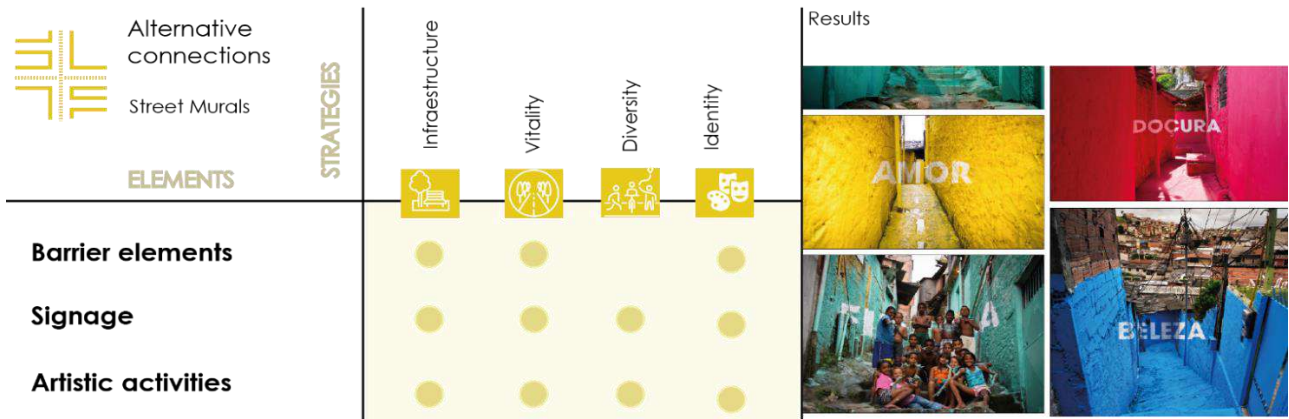 Alternative
connections
Street Murals
ELEMENTS
STRATEGIES
Infraestructure
Vitality
Diversity
Identity
Results
Barrier elements
Signage
Artistic activities
AMOR
DOÇURA
BELEZA